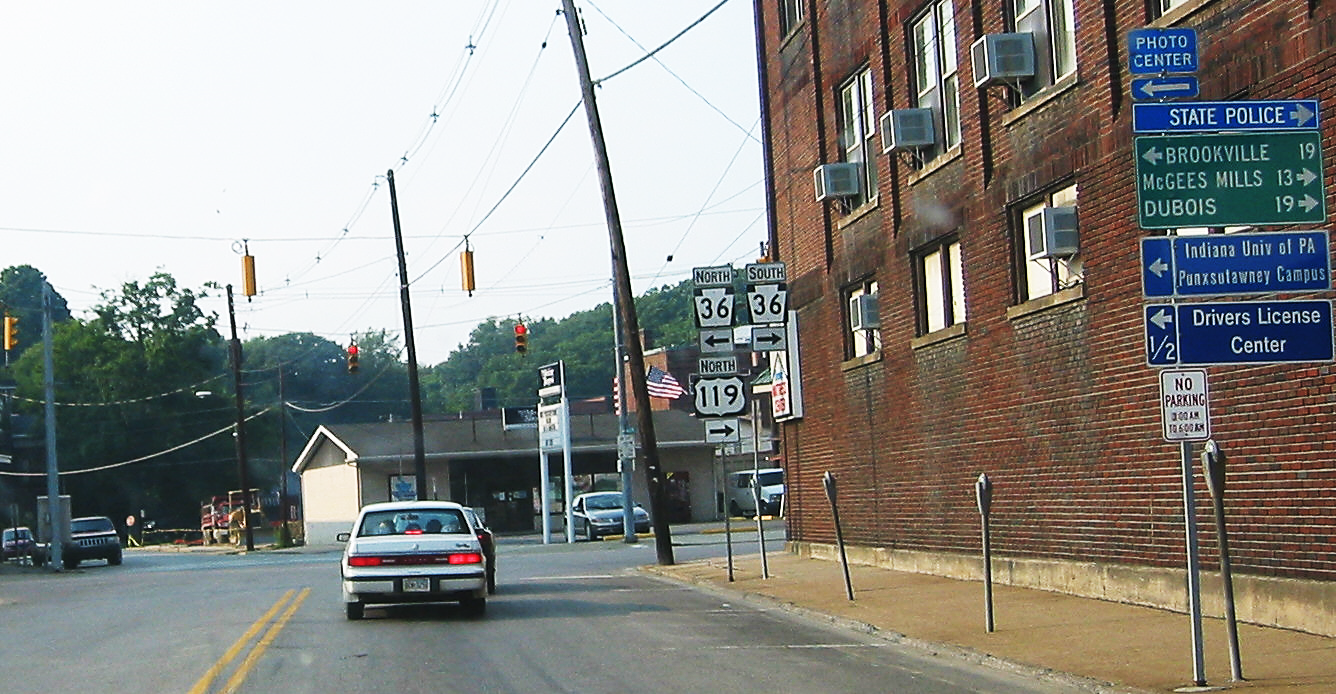 PHOTO
CENTER
STATE POLICE
BROOKVILLE 19
McGEES MILLS 13
DUBOIS 19
Indiana Univ of PA
Punxsutawney Campus
1/2
Drivers License
Center
NO
PARKING
NORTH
36
SOUTH
36
NORTH
119